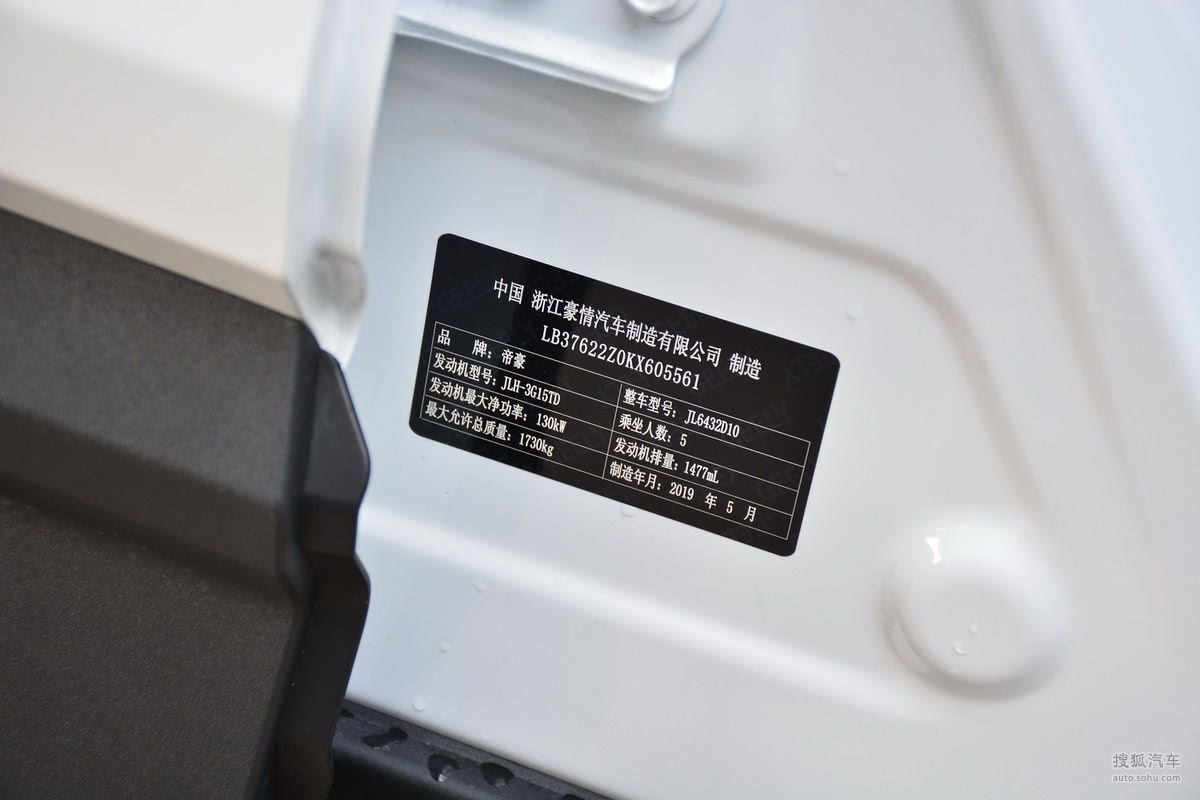 中国 浙江豪情汽车制造有限公司 制造
LB37622Z0KX605561
品 牌：帝豪
整车型号：JL6432D10
发动机型号：JLH-3G15TD
乘坐人数：5
发动机最大净功率：130kW
发动机排量：1477mL
最大允许总质量：1730kg
制造年月：2019 年 5 月
GEELY
搜狐汽车
auto.sohu.com